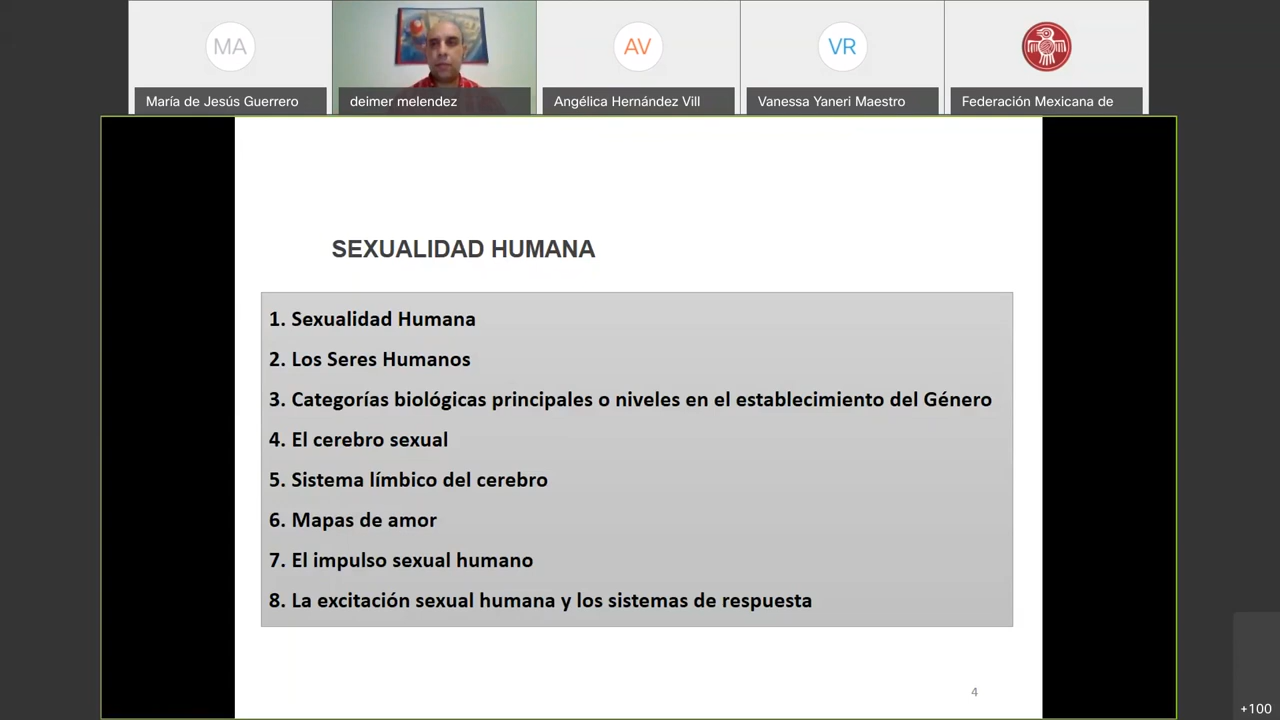 MA
AV
VR
María de Jesús Guerrero
deimer melendez
Angélica Hernández Vill
Vanessa Yaneri Maestro
Federación Mexicana de
SEXUALIDAD HUMANA
1. Sexualidad Humana
2. Los Seres Humanos
3. Categorías biológicas principales o niveles en el establecimiento del Género
4. El cerebro sexual
5. Sistema límbico del cerebro
6. Mapas de amor
7. El impulso sexual humano
8. La excitación sexual humana y los sistemas de respuesta
4
+100